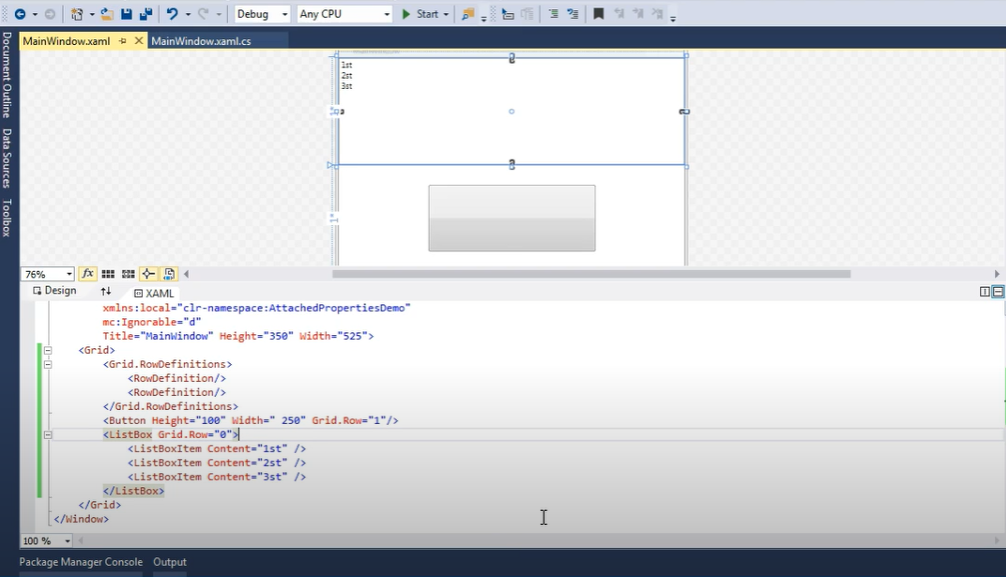 Debug Any CPU Start
MainWindow.xaml MainWindow.xaml.cs
Document Outline
Data Sources
Toolbox
1st
2st
3st
1*
76% fx
Design XAML
xmlns:local="clr-namespace:AttachedPropertiesDemo"
mc:Ignorable="d"
Title="MainWindow" Height="350" Width="525">
<Grid>
<Grid.RowDefinitions>
<RowDefinition/>
<RowDefinition/>
</Grid.RowDefinitions>
<Button Height="100" Width=" 250" Grid.Row="1"/>
<ListBox Grid.Row="0">
<ListBoxItem Content="1st" />
<ListBoxItem Content="2st" />
<ListBoxItem Content="3st" />
</ListBox>
</Grid>
</Window>
100 %
Package Manager Console Output